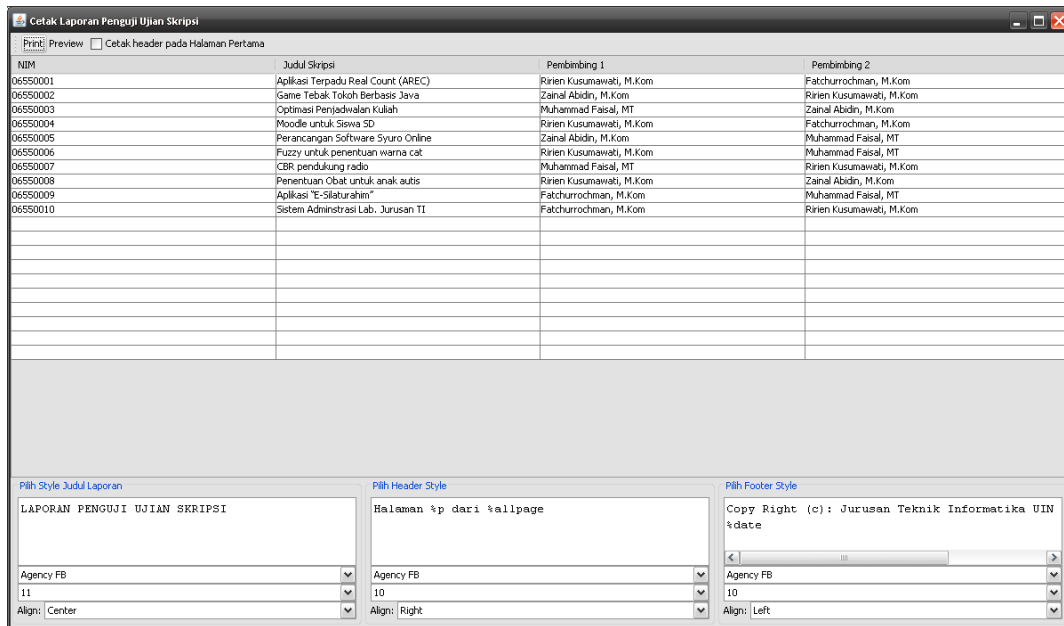 Cetak Laporan Penguji Ujian Skripsi
Print Preview Cetak header pada Halaman Pertama
NIM Judul Skripsi Pembimbing 1 Pembimbing 2
06550001 Aplikasi Terpadu Real Count (AREC) Ririen Kusumawati, M.Kom Fatchurrochman, M.Kom
06550002 Game Tebak Tokoh Berbasis Java Zainal Abidin, M.Kom Ririen Kusumawati, M.Kom
06550003 Optimasi Penjadwalan Kuliah Muhammad Faisal, MT Zainal Abidin, M.Kom
06550004 Moodle untuk Siswa SD Ririen Kusumawati, M.Kom Fatchurrochman, M.Kom
06550005 Perancangan Software Syuro Online Zainal Abidin, M.Kom Muhammad Faisal, MT
06550006 Fuzzy untuk penentuan warna cat Ririen Kusumawati, M.Kom Muhammad Faisal, MT
06550007 CBR pendukung radio Muhammad Faisal, MT Ririen Kusumawati, M.Kom
06550008 Penentuan Obat untuk anak autis Ririen Kusumawati, M.Kom Zainal Abidin, M.Kom
06550009 Aplikasi "E-Silaturahim" Fatchurrochman, M.Kom Muhammad Faisal, MT
06550010 Sistem Adminstrasi Lab. Jurusan TI Fatchurrochman, M.Kom Ririen Kusumawati, M.Kom
Pilih Style Judul Laporan
LAPORAN PENGUJI UJIAN SKRIPSI
Agency FB
11
Align: Center
Pilih Header Style
Halaman %p dari %allpage
Agency FB
10
Align: Right
Pilih Footer Style
Copy Right (c): Jurusan Teknik Informatika UIN
%date
Agency FB
10
Align: Left